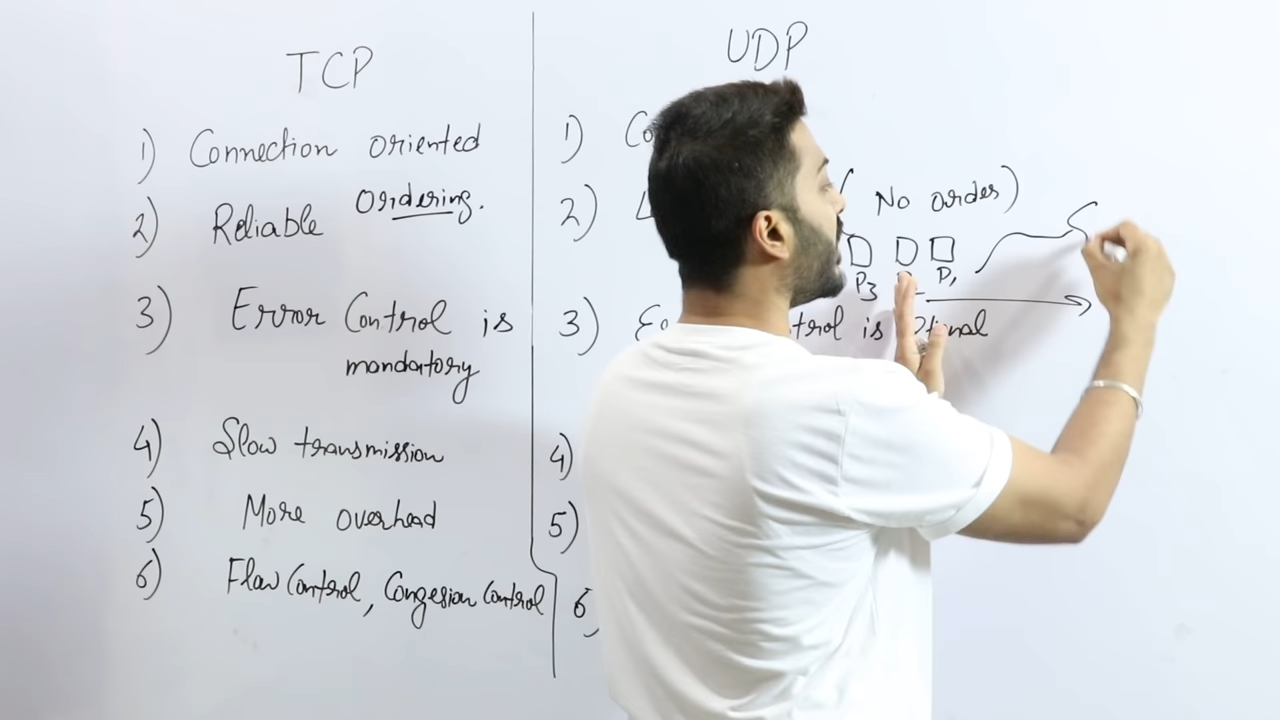 TCP
1) Connection oriented
2) Reliable ordering.
3) Error Control is
mandatory
4) Slow transmission
5) More overhead
6) Flow Control, Congesion Control
UDP
1) Co
2) ( No order)
P3 P1
3) trol is
4)
5)
6)